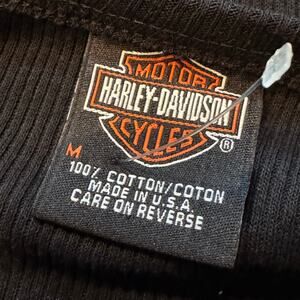 MOTOR
HARLEY-DAVIDSON
CYCLES
®
M
100% COTTON/COTON
MADE IN U.S.A.
CARE ON REVERSE